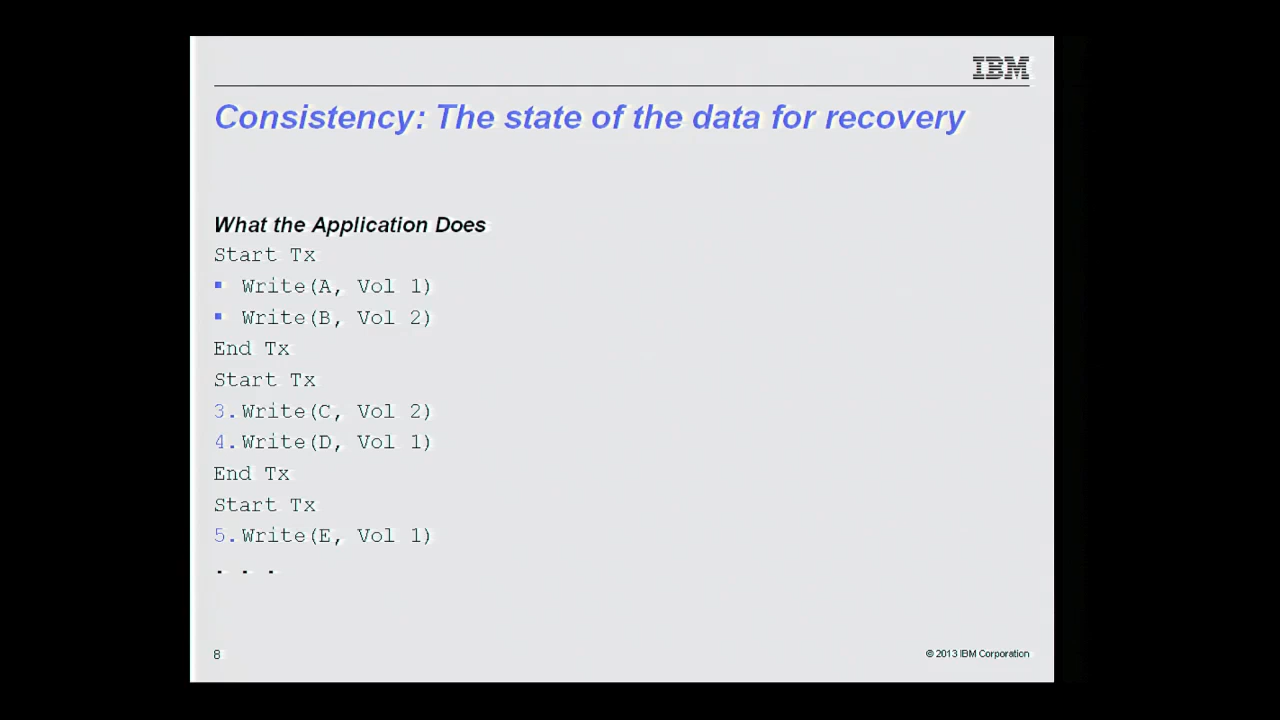 IBM
Consistency: The state of the data for recovery
What the Application Does
Start Tx
▪ Write(A, Vol 1)
▪ Write(B, Vol 2)
End Tx
Start Tx
3.Write(C, Vol 2)
4.Write(D, Vol 1)
End Tx
Start Tx
5.Write(E, Vol 1)
. . .
8
© 2013 IBM Corporation